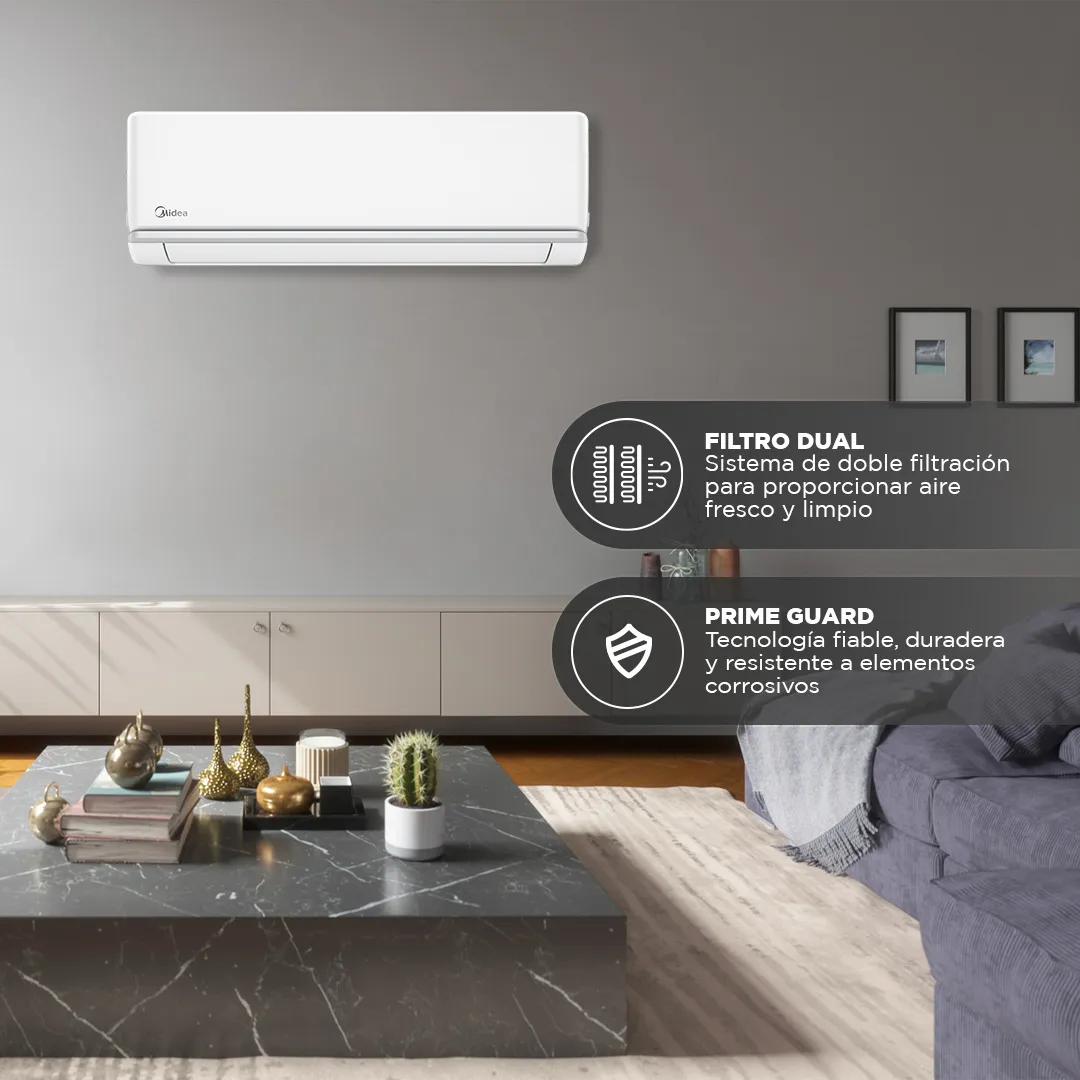 Midea
FILTRO DUAL
Sistema de doble filtración
para proporcionar aire
fresco y limpio
PRIME GUARD
Tecnología fiable, duradera
y resistente a elementos
corrosivos